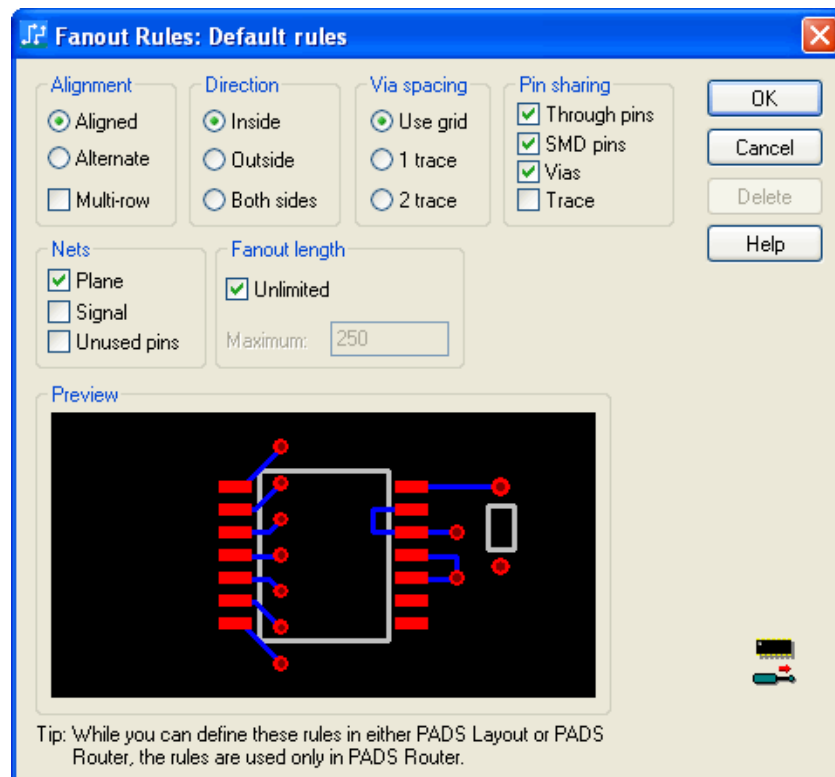 Fanout Rules: Default rules
Alignment
Aligned
Alternate
Multi-row
Direction
Inside
Outside
Both sides
Via spacing
Use grid
1 trace
2 trace
Pin sharing
Through pins
SMD pins
Vias
Trace
OK
Cancel
Delete
Help
Nets
Plane
Signal
Unused pins
Fanout length
Unlimited
Maximum: 250
Preview
Tip: While you can define these rules in either PADS Layout or PADS
Router, the rules are used only in PADS Router.